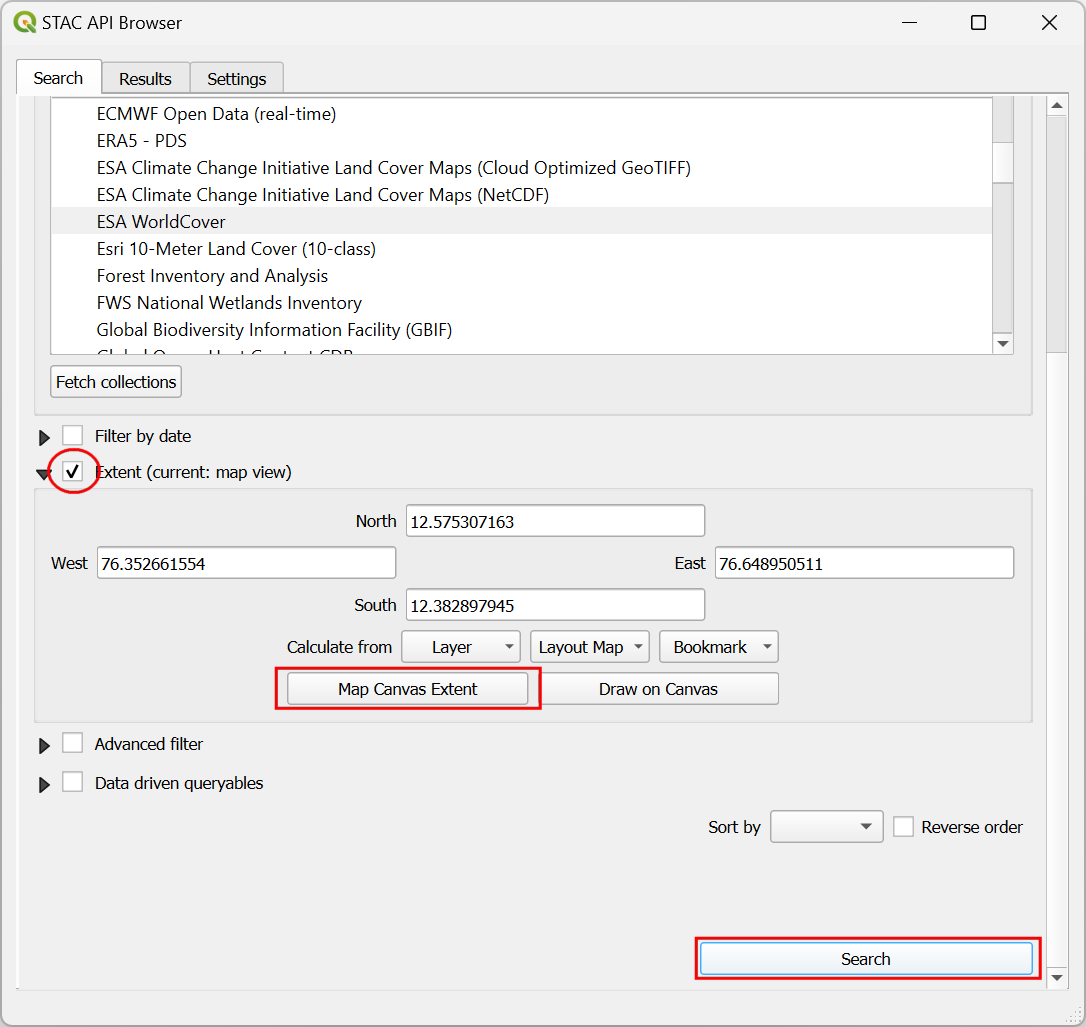 STAC API Browser
Search Results Settings
ECMWF Open Data (real-time)
ERA5 - PDS
ESA Climate Change Initiative Land Cover Maps (Cloud Optimized GeoTIFF)
ESA Climate Change Initiative Land Cover Maps (NetCDF)
ESA WorldCover
Esri 10-Meter Land Cover (10-class)
Forest Inventory and Analysis
FWS National Wetlands Inventory
Global Biodiversity Information Facility (GBIF)
Fetch collections
Filter by date
Extent (current: map view)
North 12.575307163
West 76.352661554 East 76.648950511
South 12.382897945
Calculate from Layer Layout Map Bookmark
Map Canvas Extent Draw on Canvas
Advanced filter
Data driven queryables
Sort by Reverse order
Search